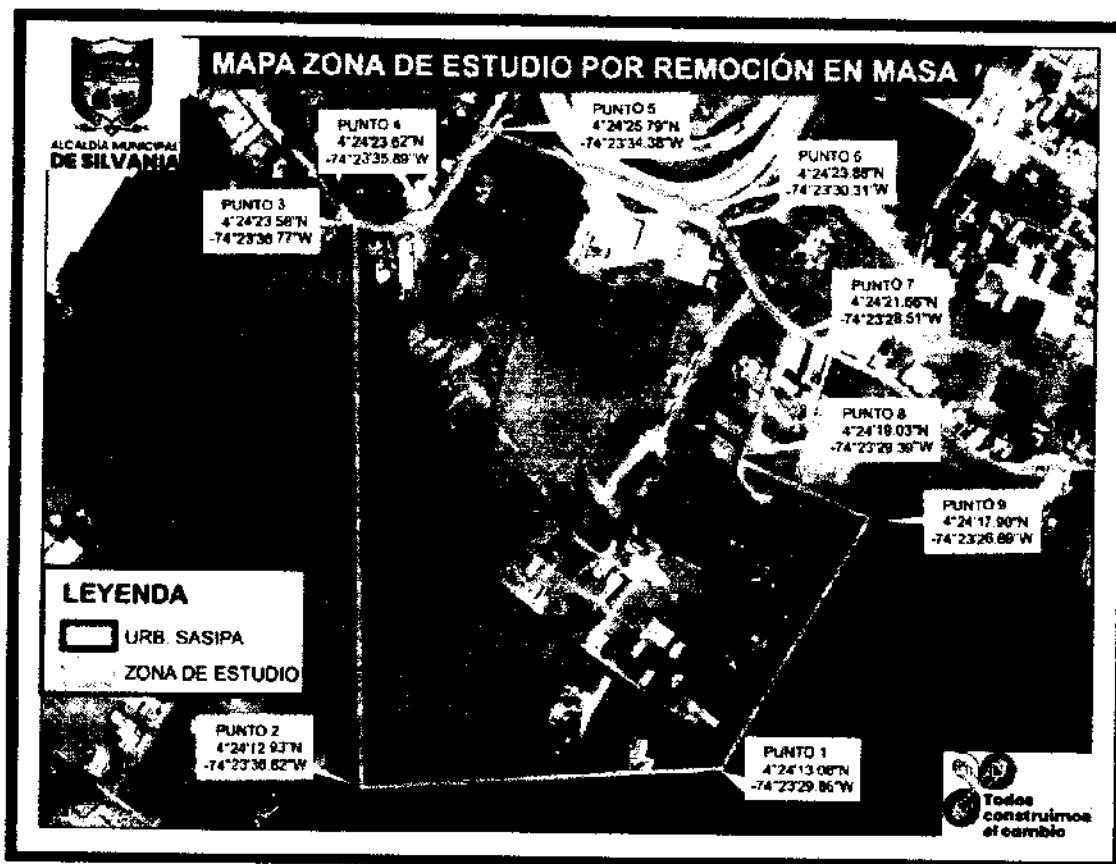 MAPA ZONA DE ESTUDIO POR REMOCIÓN EN MASA
ALCALDÍA MUNICIPAL
DE SILVANIA
PUNTO 4
4°24'23.62"N
-74°23'35.89"W
PUNTO 5
4°24'25.79"N
-74°23'34.38"W
PUNTO 6
4°24'23.88"N
-74°23'30.31"W
PUNTO 3
4°24'23.58"N
-74°23'36.77"W
PUNTO 7
4°24'21.66"N
-74°23'28.51"W
PUNTO 8
4°24'19.03"N
-74°23'29.39"W
PUNTO 9
4°24'17.90"N
-74°23'26.89"W
LEYENDA
URB. SASIPA
ZONA DE ESTUDIO
PUNTO 2
4°24'12.93"N
-74°23'36.62"W
PUNTO 1
4°24'13.06"N
-74°23'29.86"W
Todos
construimos
el cambio